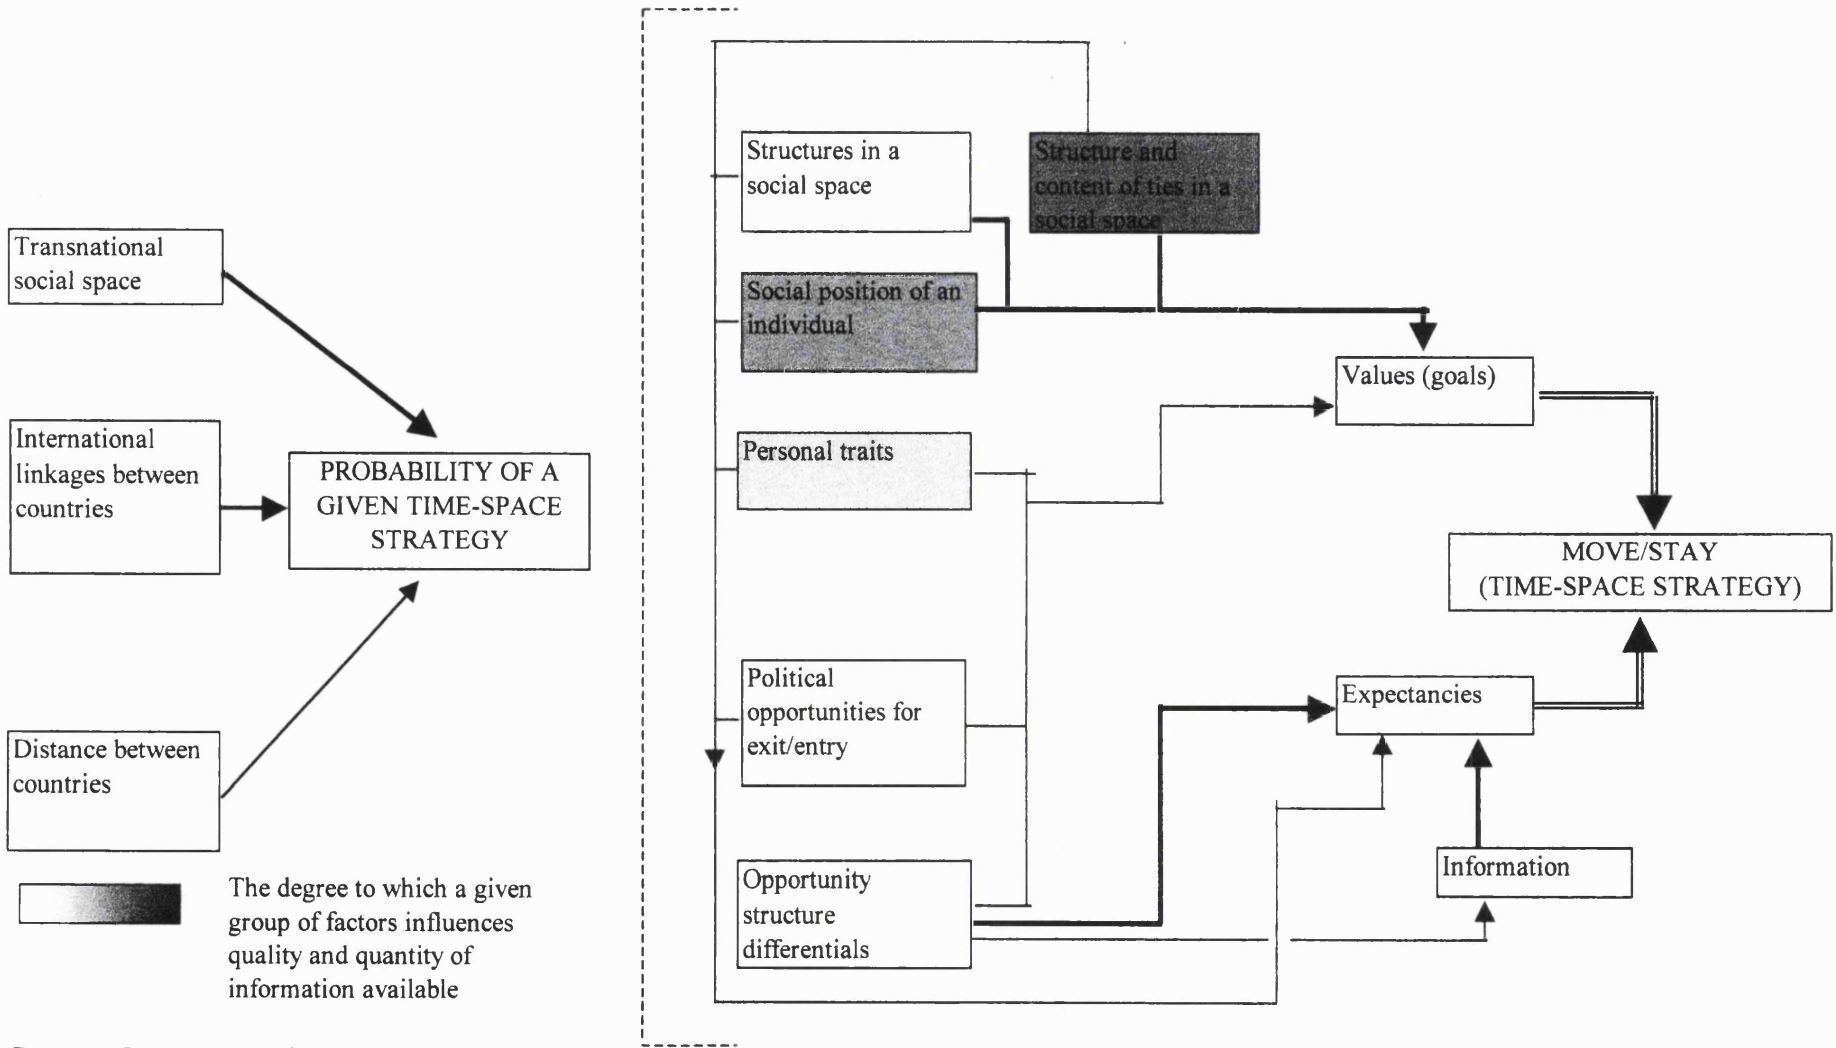 Transnational
social space
International
linkages between
countries
PROBABILITY OF A
GIVEN TIME-SPACE
STRATEGY
Distance between
countries
The degree to which a given
group of factors influences
quality and quantity of
information available
Structures in a
social space
Structure and
content of ties in a
social space
Social position of an
individual
Personal traits
Political
opportunities for
exit/entry
Opportunity
structure
differentials
Values (goals)
MOVE/STAY
(TIME-SPACE STRATEGY)
Expectancies
Information